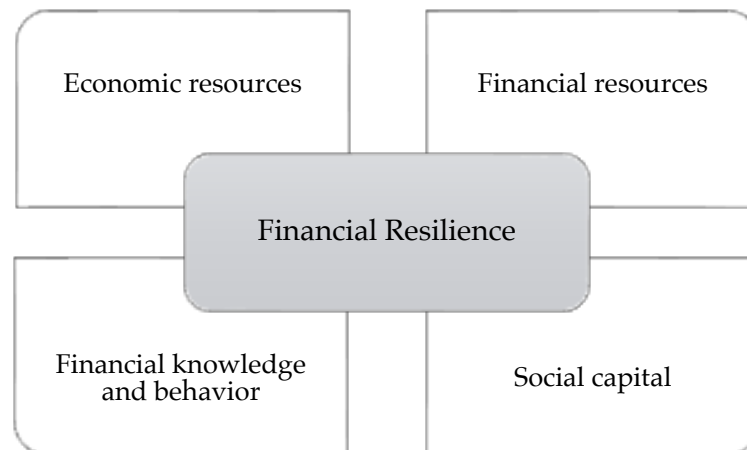 Economic resources
Financial resources
Financial Resilience
Financial knowledge
and behavior
Social capital